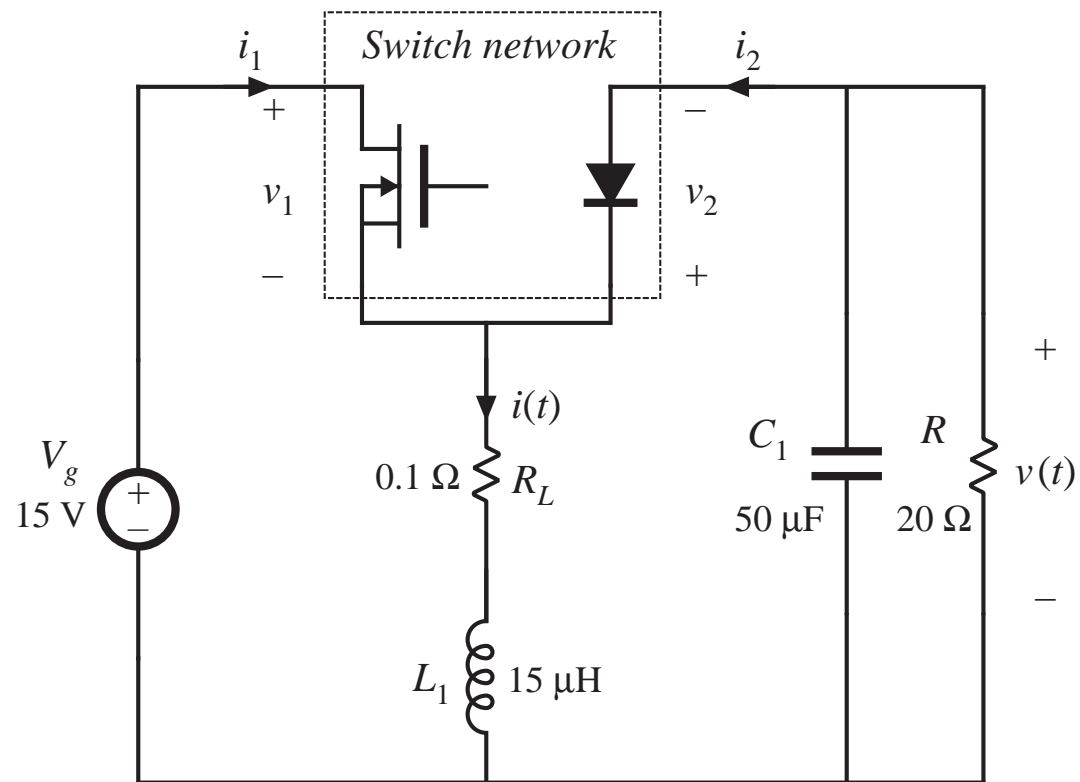 Switch network
i1
i2
+
−
v1
v2
−
+
i(t)
+
Vg
15 V
+
−
0.1 Ω
RL
C1
50 μF
R
20 Ω
v(t)
L1
15 μH
−